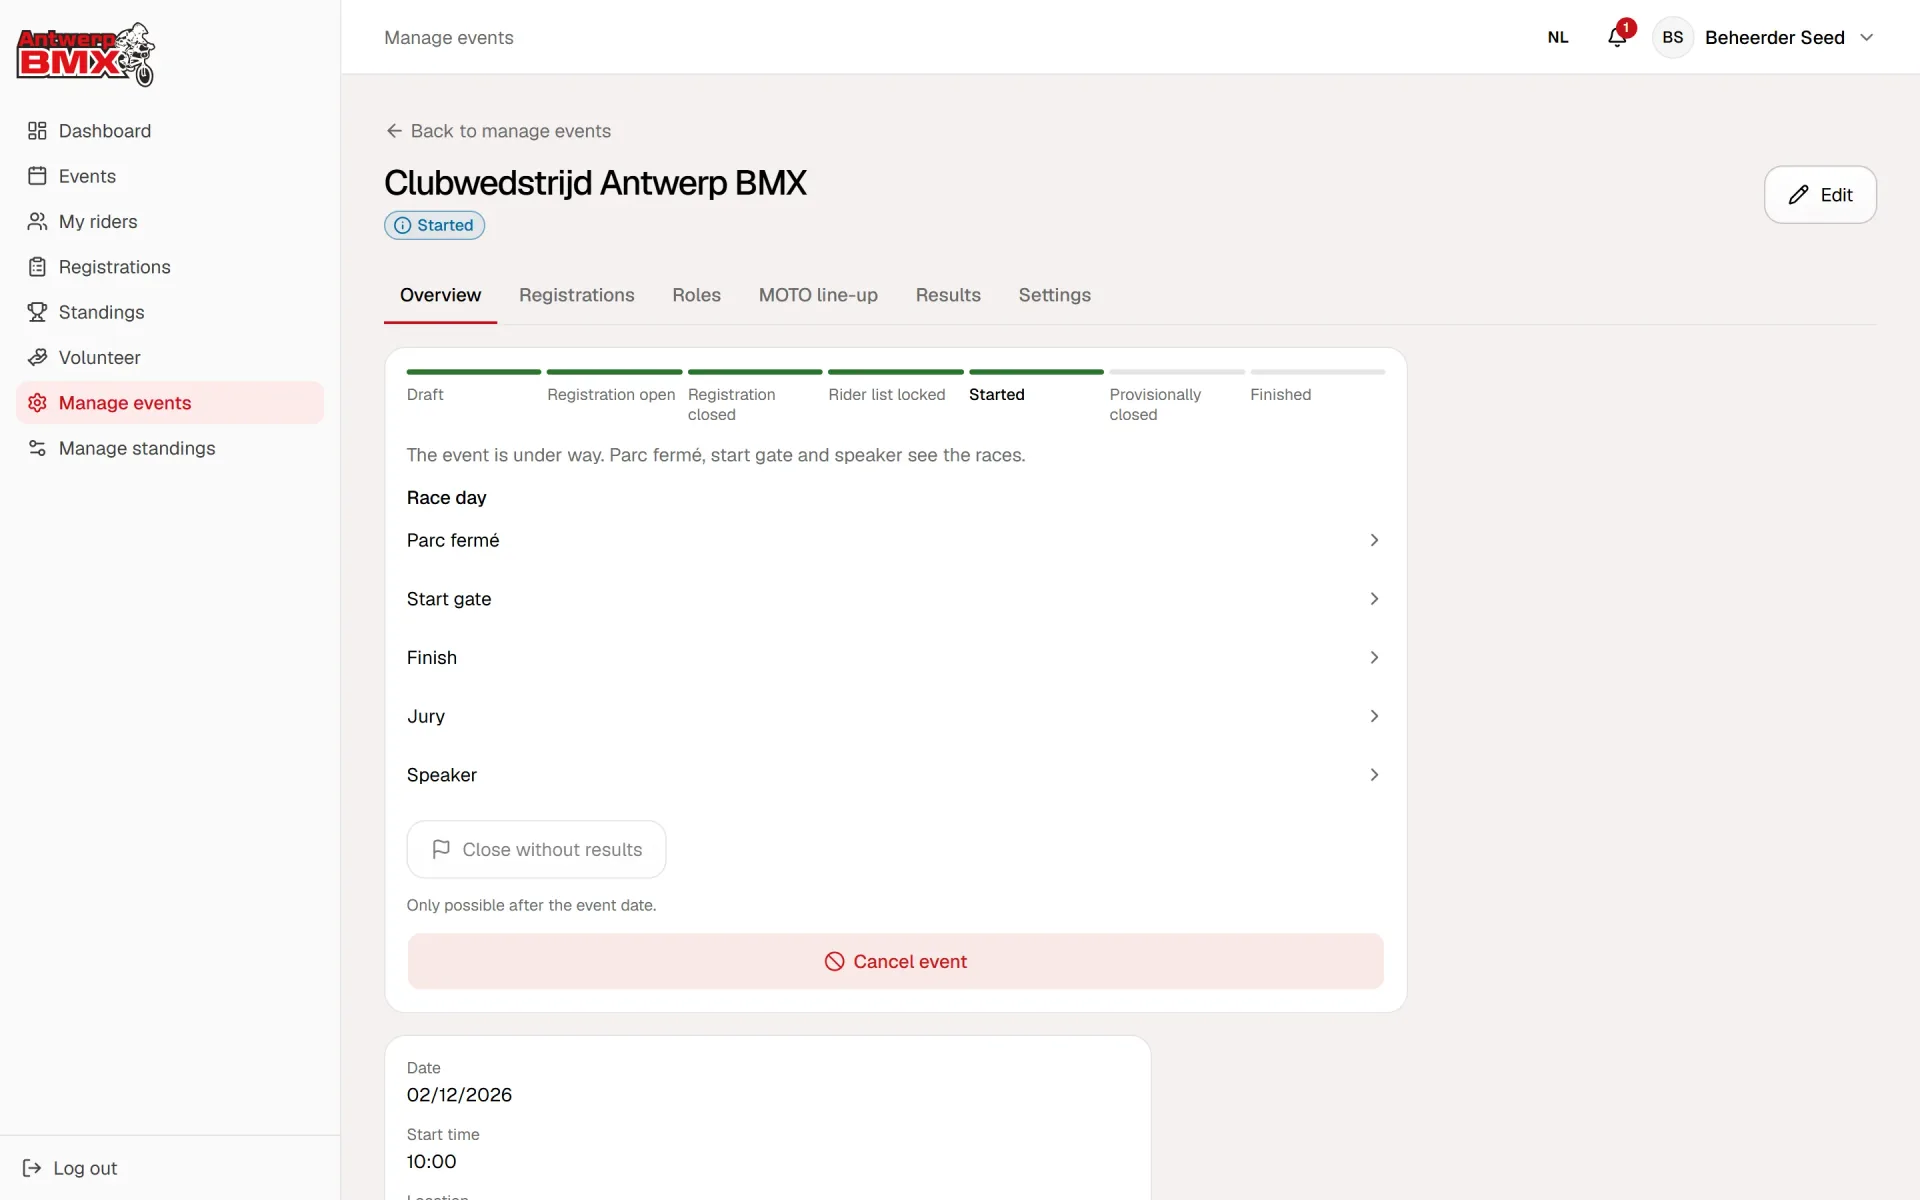 Antwerp
BMX
Manage events
NL
1
BS
Beheerder Seed
Dashboard
Events
My riders
Registrations
Standings
Volunteer
Manage events
Manage standings
Log out
Back to manage events
Clubwedstrijd Antwerp BMX
Started
Edit
Overview
Registrations
Roles
MOTO line-up
Results
Settings
Draft
Registration open
Registration
closed
Rider list locked
Started
Provisionally
closed
Finished
The event is under way. Parc fermé, start gate and speaker see the races.
Race day
Parc fermé
Start gate
Finish
Jury
Speaker
Close without results
Only possible after the event date.
Cancel event
Date
02/12/2026
Start time
10:00
Location